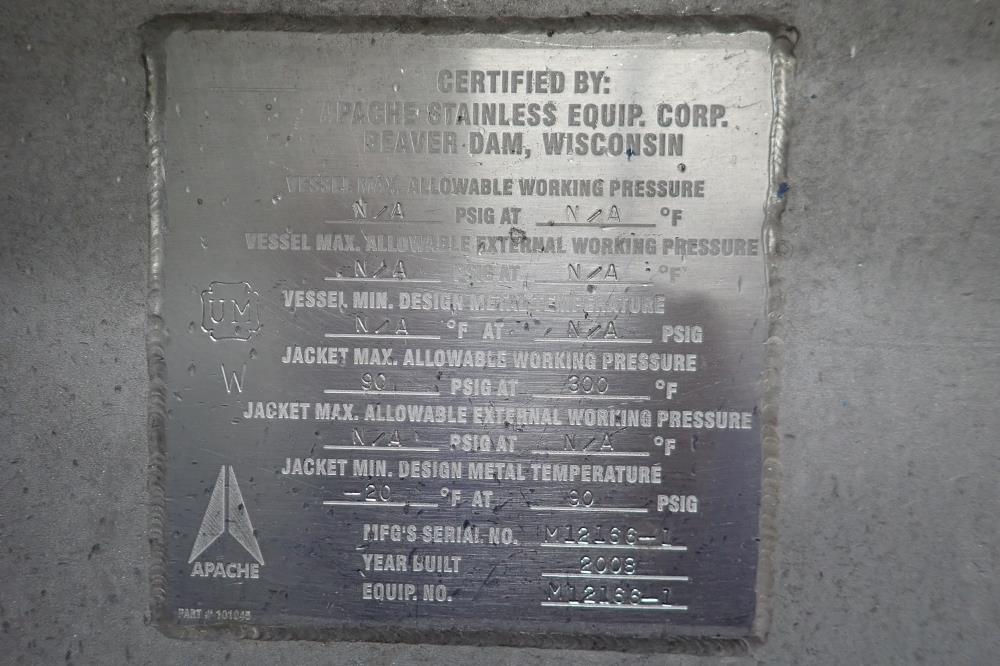 CERTIFIED BY:
APACHE STAINLESS EQUIP. CORP.
BEAVER DAM, WISCONSIN
VESSEL MAX. ALLOWABLE WORKING PRESSURE
N/A PSIG AT N/A °F
VESSEL MAX. ALLOWABLE EXTERNAL WORKING PRESSURE
N/A PSIG AT N/A °F
VESSEL MIN. DESIGN METAL TEMPERATURE
N/A °F AT N/A PSIG
UM
JACKET MAX. ALLOWABLE WORKING PRESSURE
W
90 PSIG AT 300 °F
JACKET MAX. ALLOWABLE EXTERNAL WORKING PRESSURE
N/A PSIG AT N/A °F
JACKET MIN. DESIGN METAL TEMPERATURE
-20 °F AT 90 PSIG
MFG'S SERIAL NO. M12166-1
YEAR BUILT 2008
APACHE
EQUIP. NO. M12166-1
PART # 101045